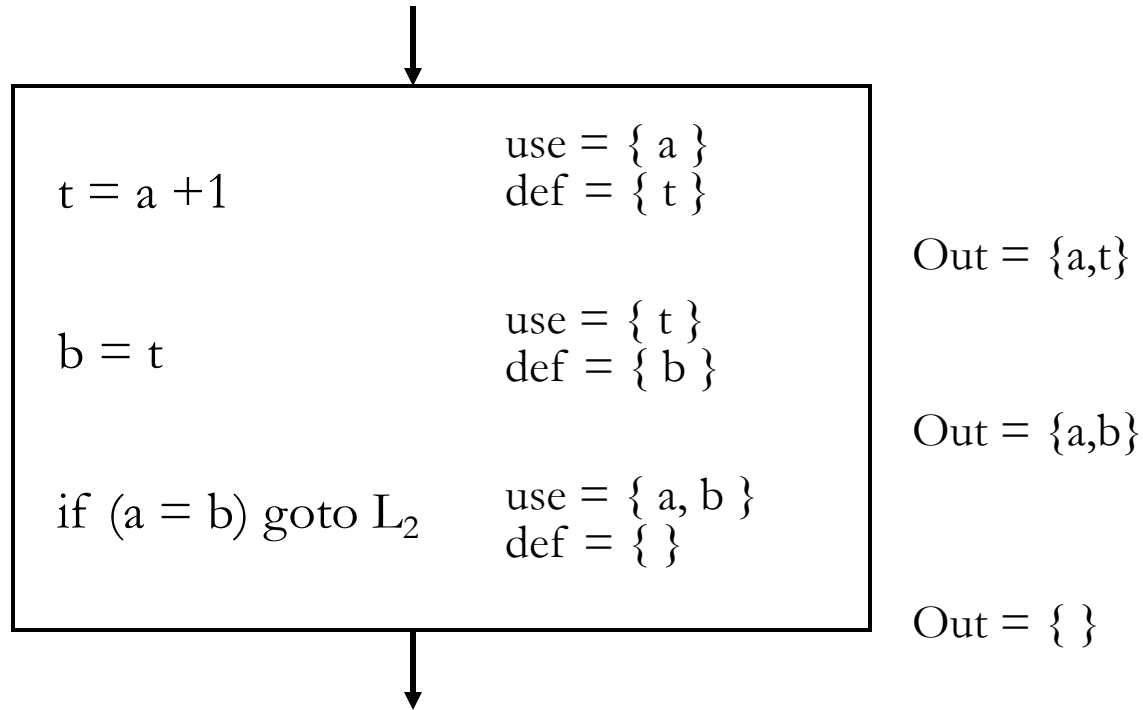 use = { a }
t = a +1
def = { t }
Out = {a,t}
use = { t }
b = t
def = { b }
Out = {a,b}
use = { a, b }
if (a = b) goto L₂
def = { }
Out = { }